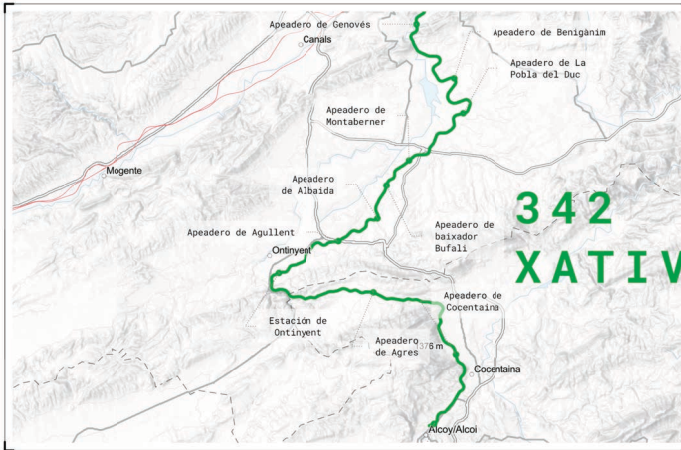 Apeadero de Genovés
Canals
Apeadero de Benigànim
Apeadero de La
Pobla del Duc
Apeadero de
Montaberner
Mogente
Apeadero
de Albaida
342
XATIV
Apeadero de Agullent
Apeadero de
baixador
Bufali
Ontinyent
Apeadero de
Cocentaina
Estación de
Ontinyent
Apeadero
de Agres
1376 m
Cocentaina
Alcoy/Alcoi